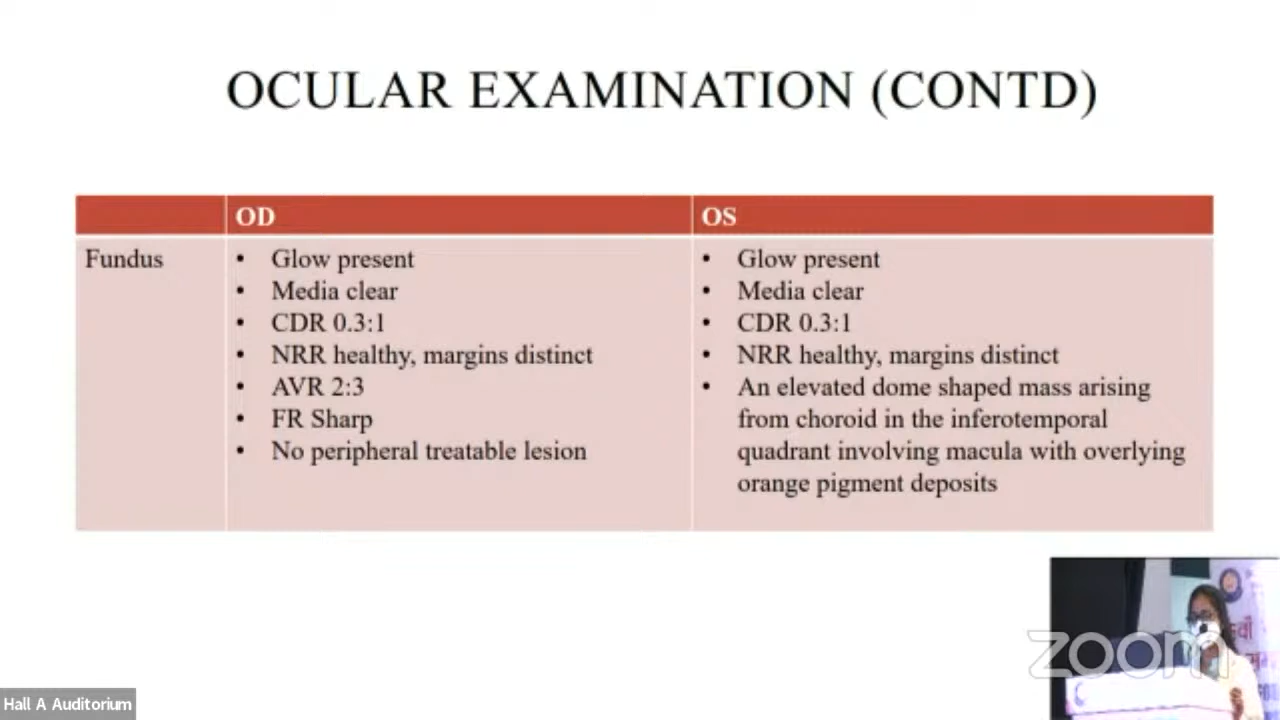 OCULAR EXAMINATION (CONTD)
OD
OS
Fundus
• Glow present
• Media clear
• CDR 0.3:1
• NRR healthy, margins distinct
• AVR 2:3
• FR Sharp
• No peripheral treatable lesion
• Glow present
• Media clear
• CDR 0.3:1
• NRR healthy, margins distinct
• An elevated dome shaped mass arising
from choroid in the inferotemporal
quadrant involving macula with overlying
orange pigment deposits
zoom
Hall A Auditorium